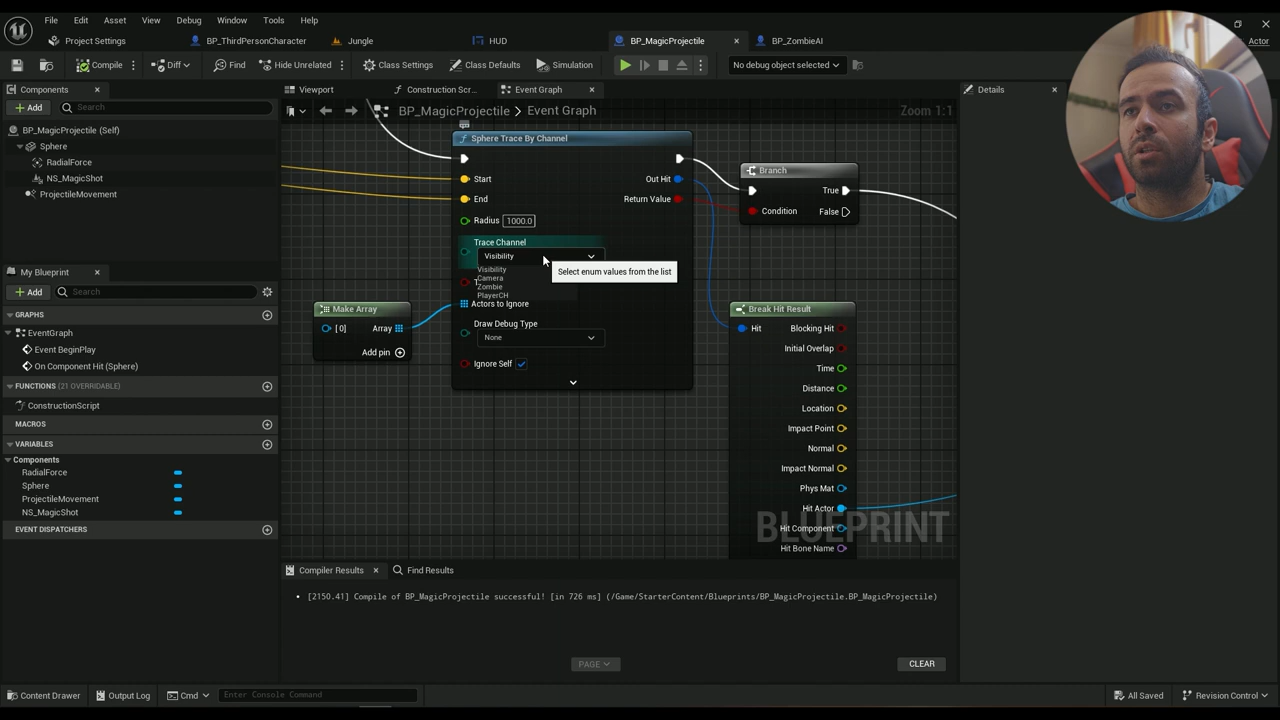 File Edit Asset View Debug Window Tools Help
Project Settings
BP_ThirdPersonCharacter
Jungle
HUD
BP_MagicProjectile
BP_ZombieAI
Actor
Compile
Diff
Find
Hide Unrelated
Class Settings
Class Defaults
Simulation
No debug object selected
Components
Add
Search
BP_MagicProjectile (Self)
Sphere
RadialForce
NS_MagicShot
ProjectileMovement
My Blueprint
Add
Search
GRAPHS
EventGraph
Event BeginPlay
On Component Hit (Sphere)
FUNCTIONS (21 OVERRIDABLE)
ConstructionScript
MACROS
VARIABLES
Components
RadialForce
Sphere
ProjectileMovement
NS_MagicShot
EVENT DISPATCHERS
Viewport
Construction Scr...
Event Graph
BP_MagicProjectile > Event Graph
Zoom 1:1
Sphere Trace By Channel
Start
Out Hit
End
Return Value
Radius 1000.0
Trace Channel
Visibility
Select enum values from the list
Visibility
Camera
Zombie
PlayerCH
Actors to Ignore
Draw Debug Type
None
Ignore Self
Make Array
[0] Array
Add pin
Branch
True
Condition False
Break Hit Result
Hit Blocking Hit
Initial Overlap
Time
Distance
Location
Impact Point
Normal
Impact Normal
Phys Mat
Hit Actor
Hit Component
Hit Bone Name
BLUEPRINT
Details
Compiler Results
Find Results
[2150.41] Compile of BP_MagicProjectile successful! [in 726 ms] (/Game/StarterContent/Blueprints/BP_MagicProjectile.BP_MagicProjectile)
PAGE
CLEAR
Content Drawer
Output Log
Cmd
Enter Console Command
All Saved
Revision Control